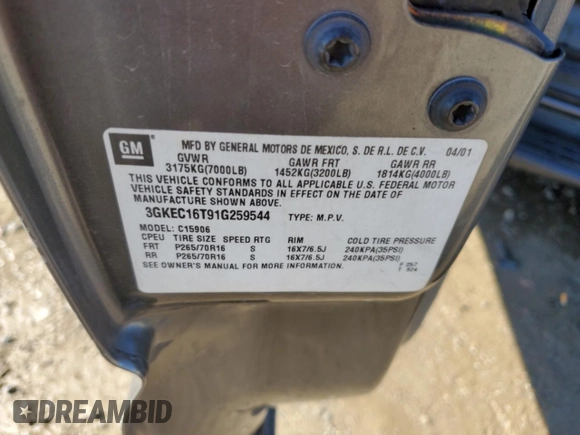 GM
MFD BY GENERAL MOTORS DE MEXICO, S. DE R.L. DE C.V. 04/01
GVWR GAWR FRT GAWR RR
3175KG(7000LB) 1452KG(3200LB) 1814KG(4000LB)
THIS VEHICLE CONFORMS TO ALL APPLICABLE U.S. FEDERAL MOTOR
VEHICLE SAFETY STANDARDS IN EFFECT ON THE DATE OF
MANUFACTURE SHOWN ABOVE.
3GKEC16T91G259544 TYPE: M.P.V.
MODEL: C15906
CPEU TIRE SIZE SPEED RTG RIM COLD TIRE PRESSURE
FRT P265/70R16 S 16X7/6.5J 240KPA(35PSI)
RR P265/70R16 S 16X7/6.5J 240KPA(35PSI)
SEE OWNER'S MANUAL FOR MORE INFORMATION.
P 257
T 524
DREAMBID